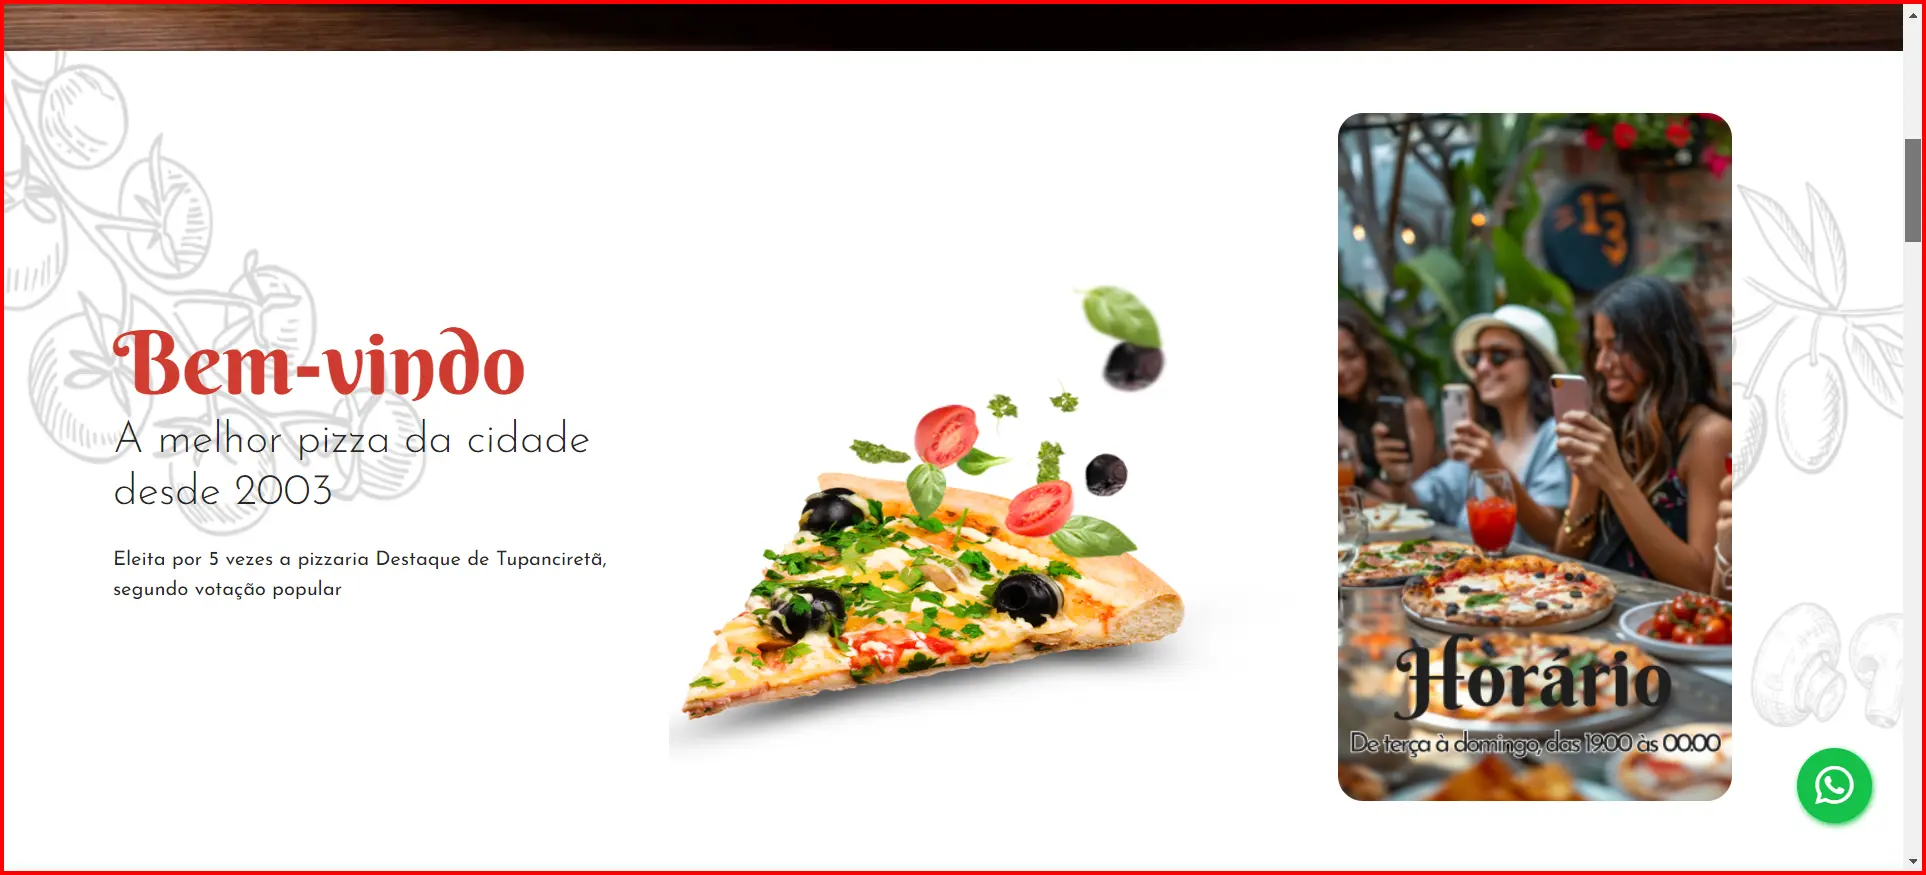 Bem-vindo
A melhor pizza da cidade
desde 2003
Eleita por 5 vezes a pizzaria Destaque de Tupanciretã,
segundo votação popular
13
Horário
De terça à domingo, das 19:00 às 00:00